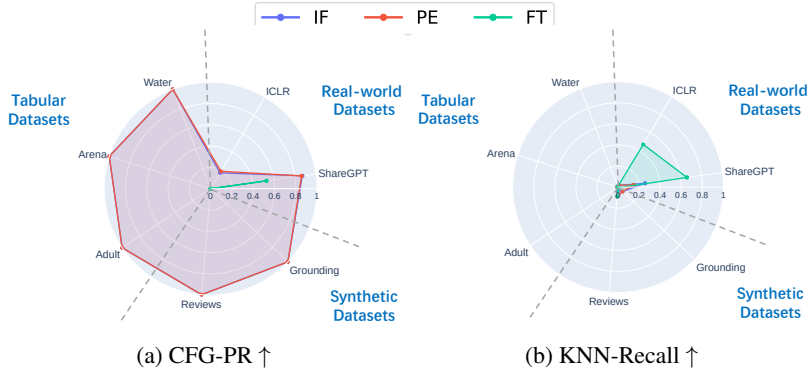 IF PE FT
Tabular
Datasets
Real-world
Datasets
Synthetic
Datasets
Water
ICLR
ShareGPT
Grounding
Reviews
Adult
Arena
0 0.2 0.4 0.6 0.8 1
(a) CFG-PR ↑
Tabular
Datasets
Real-world
Datasets
Synthetic
Datasets
Water
ICLR
ShareGPT
Grounding
Reviews
Adult
Arena
0 0.2 0.4 0.6 0.8 1
(b) KNN-Recall ↑